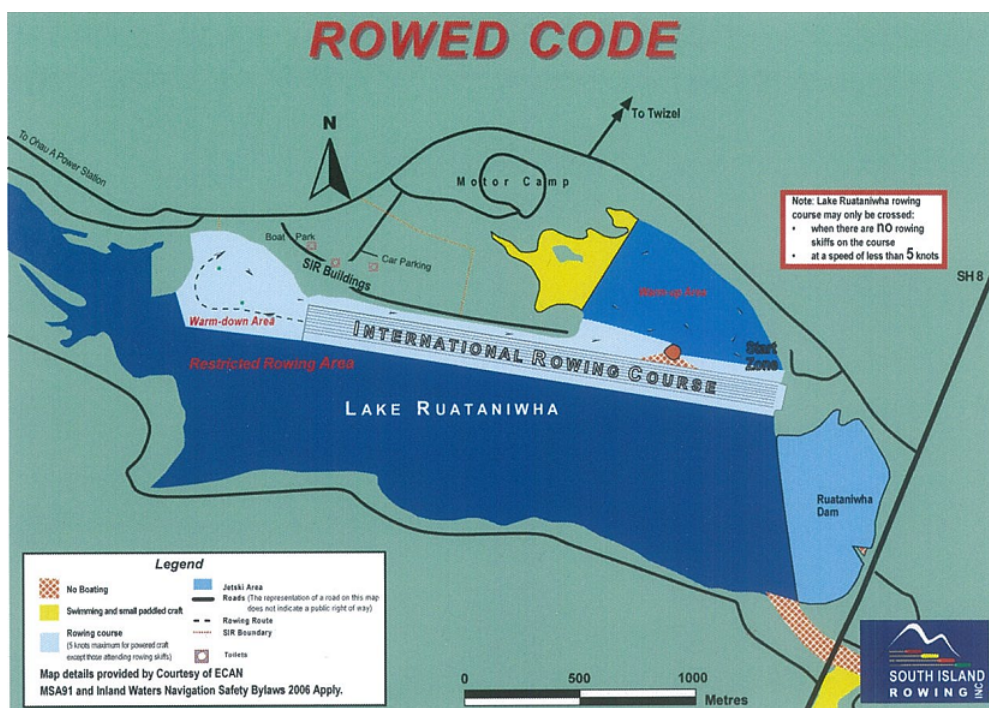 ROWED CODE
To Twizel
N
To Ohau A Power Station
Motor Camp
Note: Lake Ruataniwha rowing
course may only be crossed:
• when there are no rowing
skiffs on the course
• at a speed of less than 5 knots
Boat Park
SIR Buildings
Car Parking
SH 8
Warm-up Area
Warm-down Area
INTERNATIONAL ROWING COURSE
Start
Zone
Restricted Rowing Area
LAKE RUATANIWHA
Ruataniwha
Dam
Legend
No Boating
Swimming and small paddled craft
Rowing course
(5 knots maximum for powered craft
except those attending rowing skiffs)
Jetski Area
Roads (The representation of a road on this map
does not indicate a public right of way)
Rowing Route
SIR Boundary
Toilets
Map details provided by Courtesy of ECAN
MSA91 and Inland Waters Navigation Safety Bylaws 2006 Apply.
0 500 1000
Metres
SOUTH ISLAND
ROWING INC